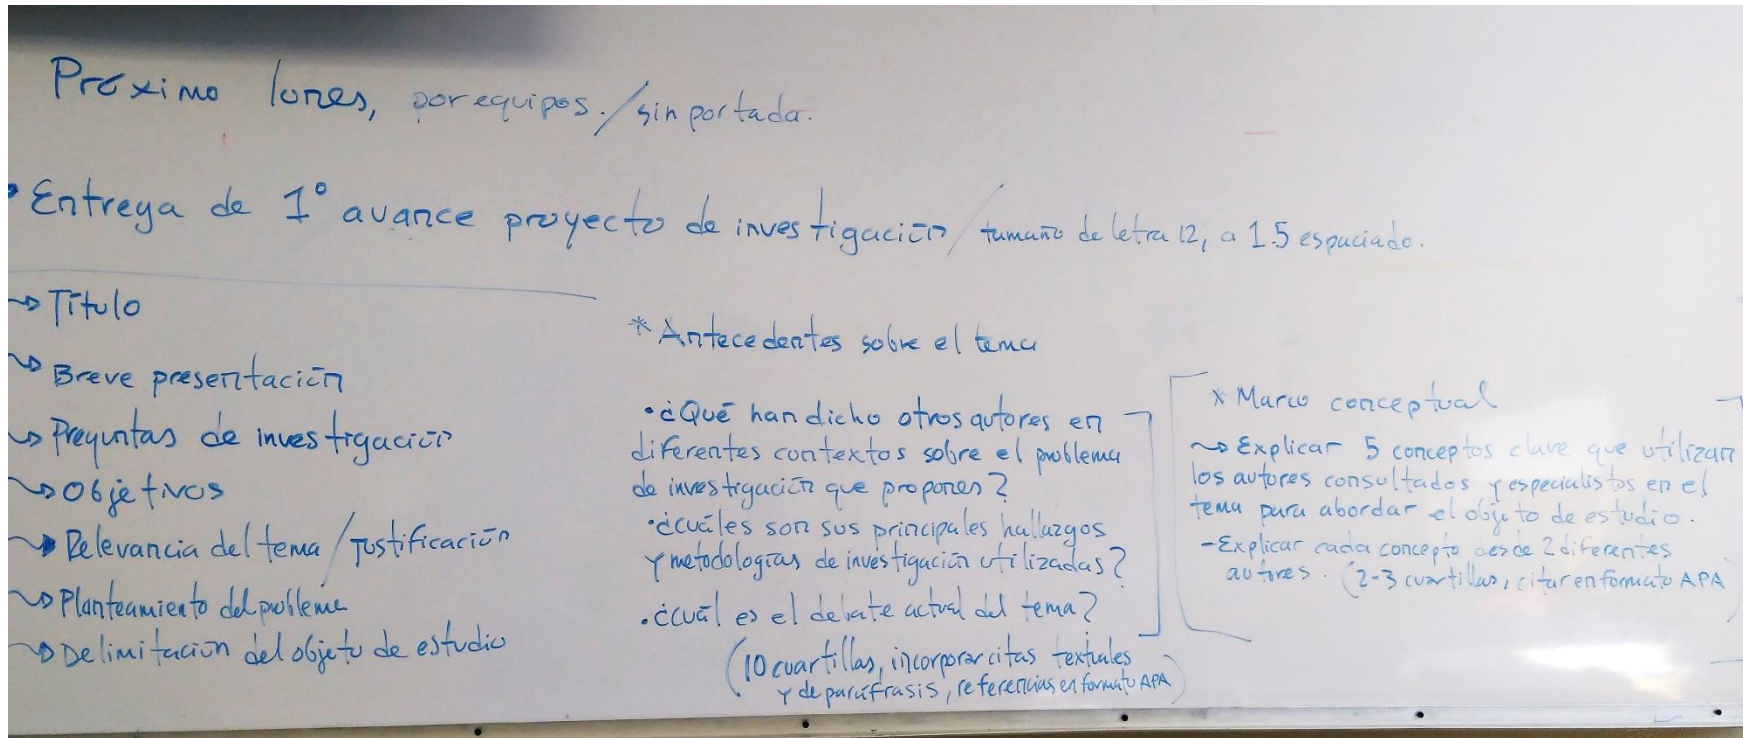 Próximo lunes, por equipos./sin portada.
• Entrega de 1° avance proyecto de investigación / tamaño de letra 12, a 1.5 espaciado.
~> Título
~> Breve presentación
~> Preguntas de investigación
~> Objetivos
~> Relevancia del tema / Justificación
~> Planteamiento del problema
~> Delimitación del objeto de estudio
* Antecedentes sobre el tema
• ¿Qué han dicho otros autores en
diferentes contextos sobre el problema
de investigación que propones?
• ¿cuáles son sus principales hallazgos
y metodologías de investigación utilizadas?
• ¿cuál es el debate actual del tema?
(10 cuartillas, incorporar citas textuales
y de paráfrasis, referencias en formato APA)
* Marco conceptual
~> Explicar 5 conceptos clave que utilizan
los autores consultados y especialistas en el
tema para abordar el objeto de estudio.
- Explicar cada concepto desde 2 diferentes
autores. (2-3 cuartillas, citar en formato APA)